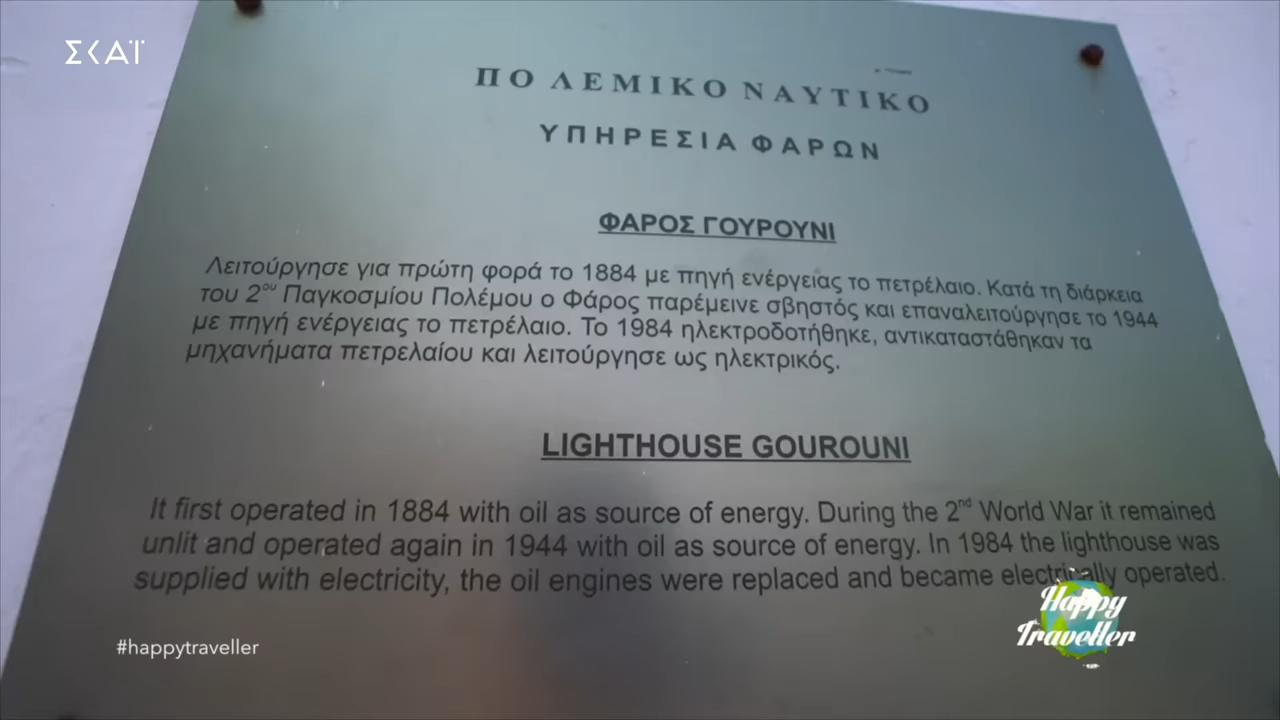 ΣΚΑΪ
ΠΟ ΛΕΜΙΚΟ ΝΑΥΤΙΚΟ
ΥΠΗΡΕΣΙΑ ΦΑΡΩΝ
ΦΑΡΟΣ ΓΟΥΡΟΥΝΙ
Λειτούργησε για πρώτη φορά το 1884 με πηγή ενέργειας το πετρέλαιο. Κατά τη διάρκεια
του 2ου Παγκοσμίου Πολέμου ο Φάρος παρέμεινε σβηστός και επαναλειτούργησε το 1944
με πηγή ενέργειας το πετρέλαιο. Το 1984 ηλεκτροδοτήθηκε, αντικαταστάθηκαν τα
μηχανήματα πετρελαίου και λειτούργησε ως ηλεκτρικός.
LIGHTHOUSE GOUROUNI
It first operated in 1884 with oil as source of energy. During the 2nd World War it remained
unlit and operated again in 1944 with oil as source of energy. In 1984 the lighthouse was
supplied with electricity, the oil engines were replaced and became electrically operated.
Happy
Traveller
#happytraveller